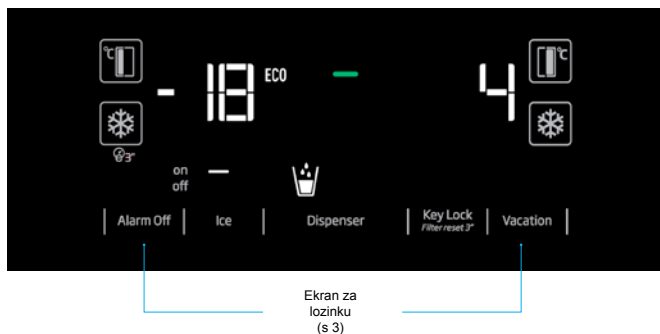 °C
°C
-18 ECO
4
3"
on
off
Alarm Off
Ice
Dispenser
Key Lock
Filter reset 3"
Vacation
Ekran za
lozinku
(s 3)